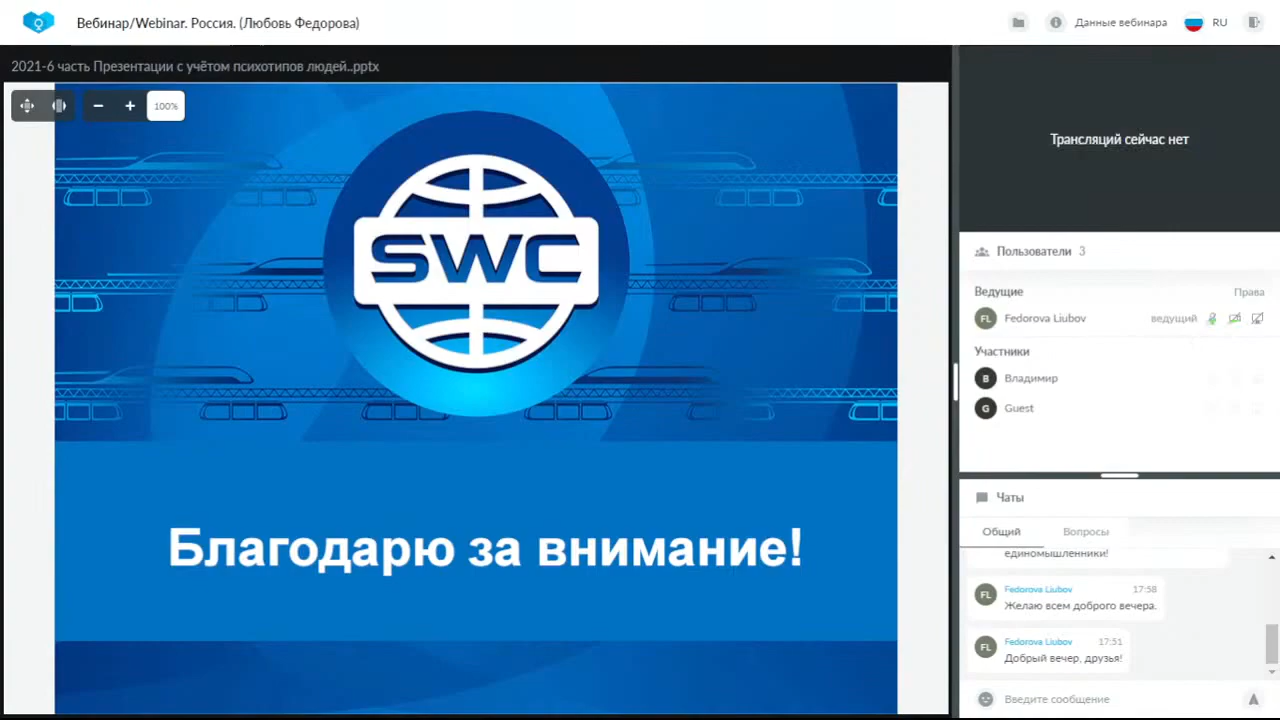 Вебинар/Webinar. Россия. (Любовь Федорова)
Данные вебинара
RU
2021-6 часть Презентации с учётом психотипов людей..pptx
100%
SWC
Благодарю за внимание!
Трансляций сейчас нет
Пользователи 3
Ведущие Права
FL Fedorova Liubov ведущий
Участники
В Владимир
G Guest
Чаты
Общий Вопросы
единомышленники!
FL Fedorova Liubov 17:58
Желаю всем доброго вечера.
FL Fedorova Liubov 17:51
Добрый вечер, друзья!
Введите сообщение